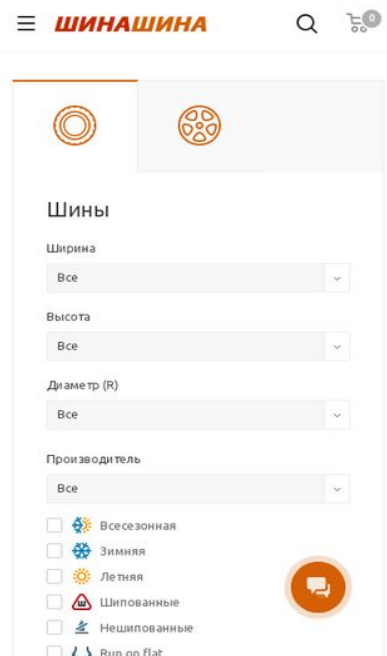 ШИНАШИНА
0
Шины
Ширина
Все
Высота
Все
Диаметр (R)
Все
Производитель
Все
Всесезонная
Зимняя
Летняя
Шипованные
Нешипованные
Run on flat